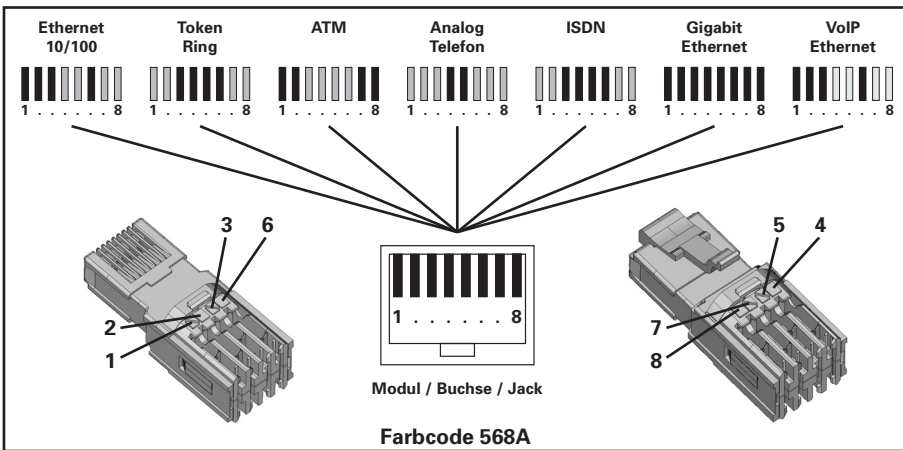 Ethernet
10/100
Token
Ring
ATM
Analog
Telefon
ISDN
Gigabit
Ethernet
VoIP
Ethernet
1 . . . . . . 8
1 . . . . . . 8
1 . . . . . . 8
1 . . . . . . 8
1 . . . . . . 8
1 . . . . . . 8
1 . . . . . . 8
3 6
2
1
1 . . . . . . 8
5 4
7
8
Modul / Buchse / Jack
Farbcode 568A